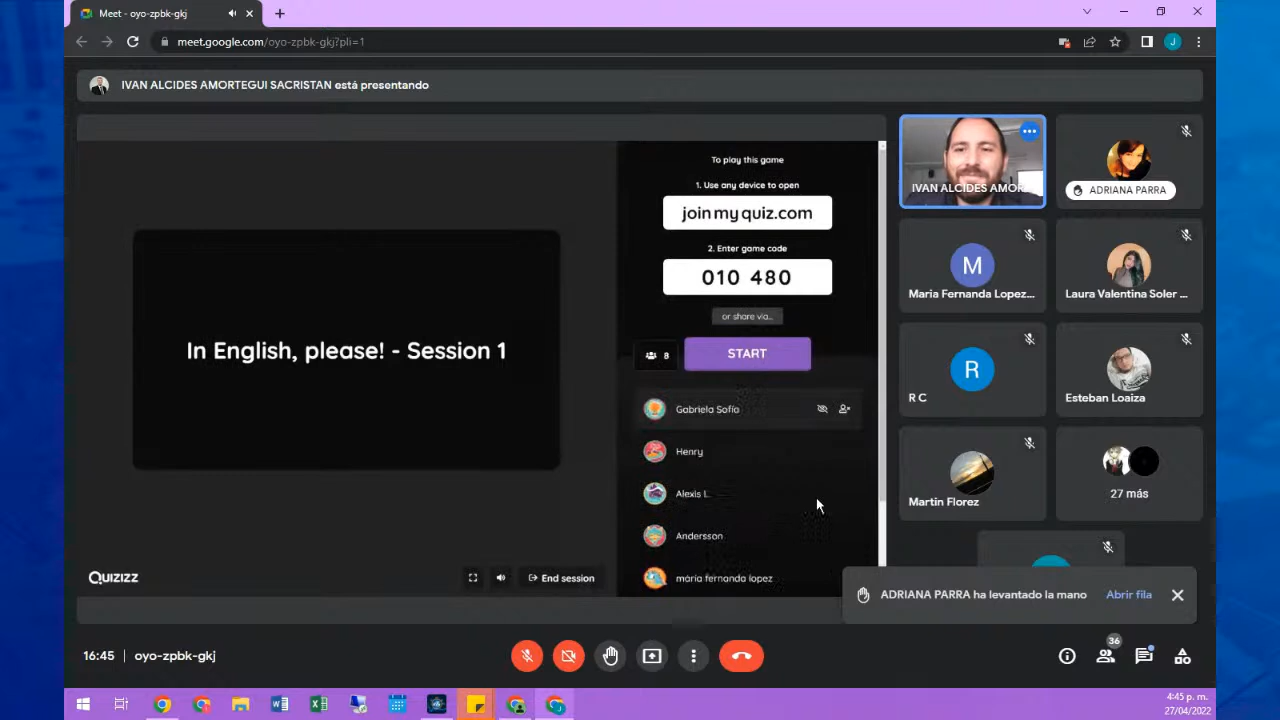 Meet - oyo-zpbk-gkj
meet.google.com/oyo-zpbk-gkj?pli=1
J
IVAN ALCIDES AMORTEGUI SACRISTAN está presentando
In English, please! - Session 1
Quizizz
End session
To play this game
1. Use any device to open
joinmyquiz.com
2. Enter game code
010 480
or share via...
8
START
Gabriela Sofía
Henry
Alexis L.
Andersson
maria fernanda lopez
IVAN ALCIDES AMOR
ADRIANA PARRA
M
Maria Fernanda Lopez...
Laura Valentina Soler ...
R
R C
Esteban Loaiza
Martin Florez
27 más
ADRIANA PARRA ha levantado la mano
Abrir fila
16:45
oyo-zpbk-gkj
36
4:45 p. m.
27/04/2022